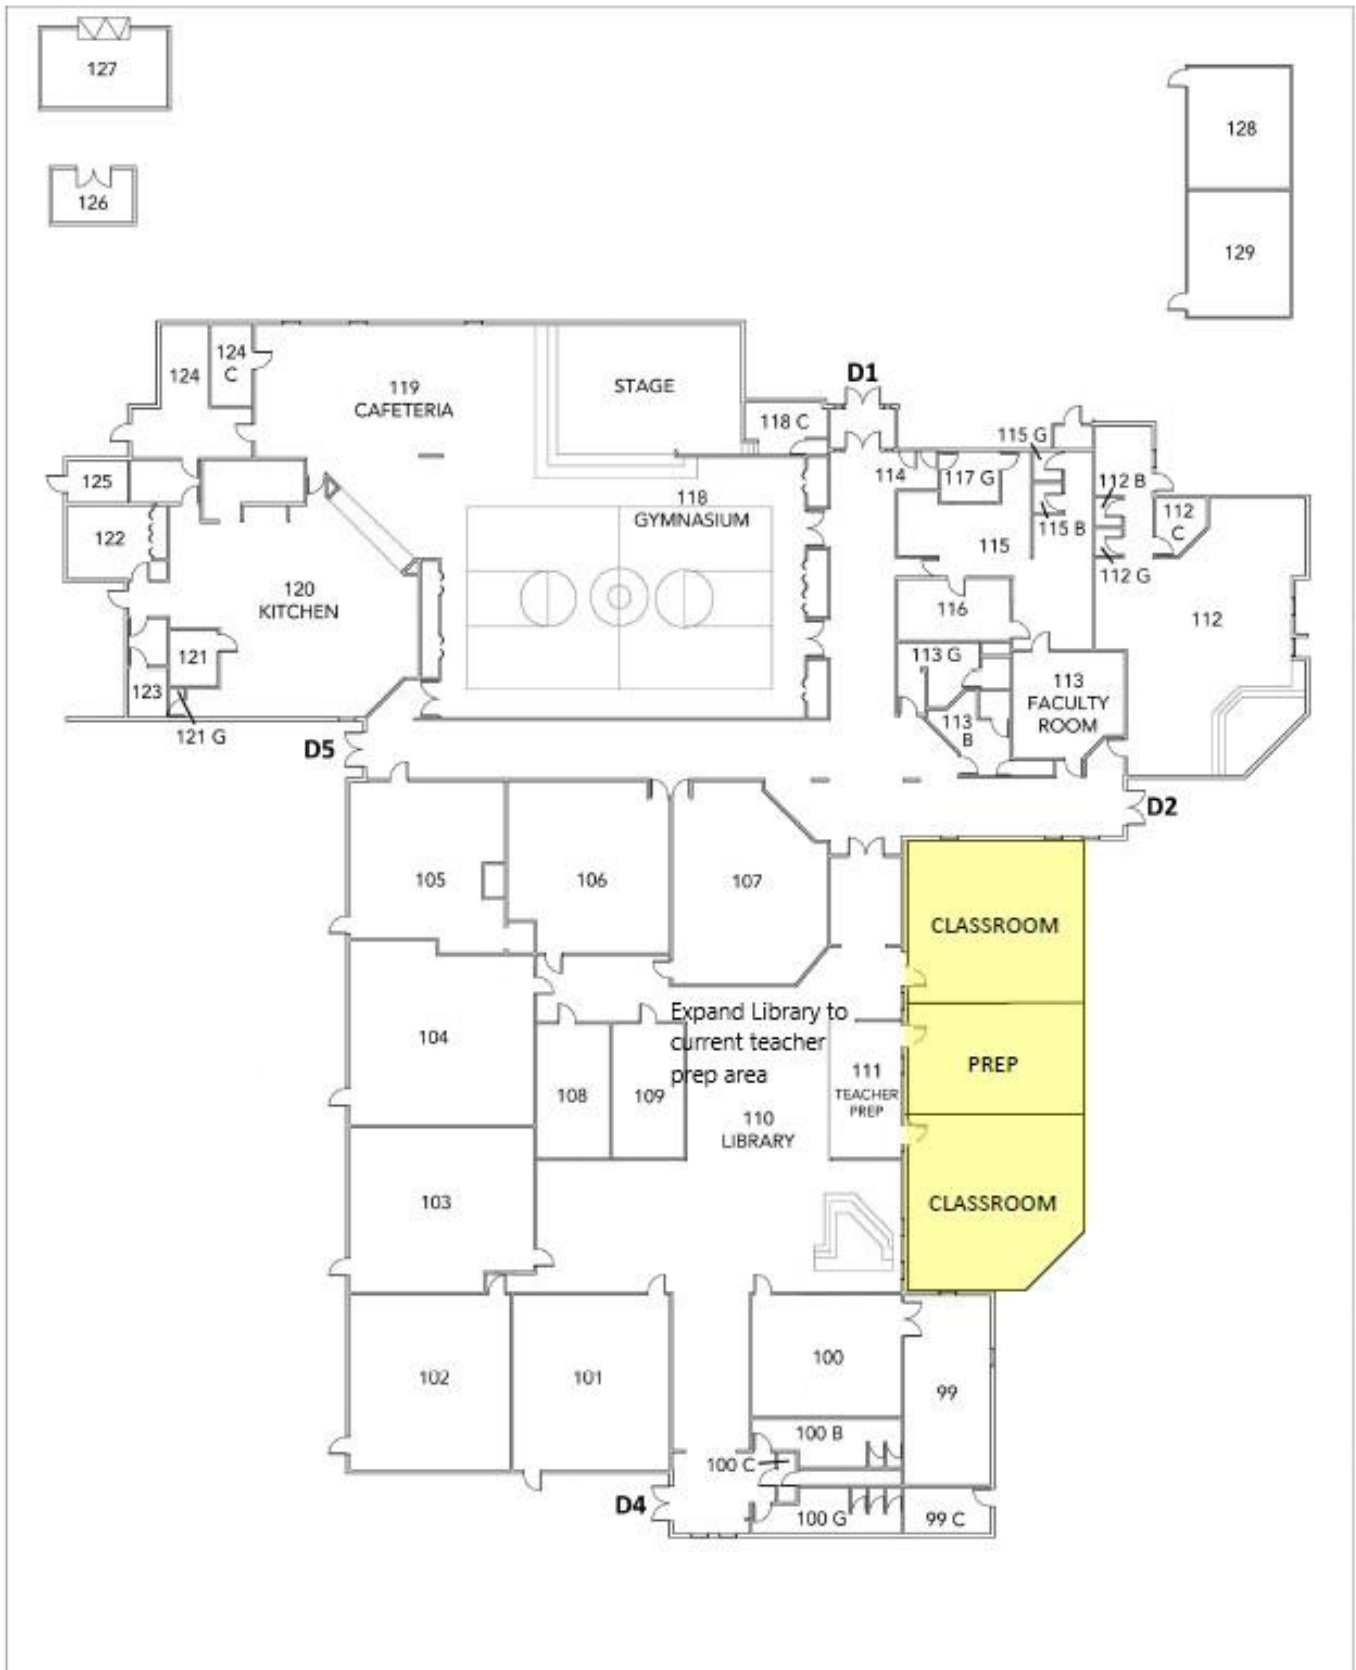 127
128
126
129
D1
124
124
C
119
CAFETERIA
STAGE
118 C
115 G
114
117 G
112 B
125
118
GYMNASIUM
115 B
112
C
122
115
112 G
120
KITCHEN
116
112
121
113 G
123
113
FACULTY
ROOM
113
B
121 G
D5
D2
105
106
107
CLASSROOM
Expand Library to
current teacher
prep area
104
PREP
111
TEACHER
PREP
108
109
110
LIBRARY
103
CLASSROOM
102
101
100
99
100 B
100 C
D4
100 G
99 C